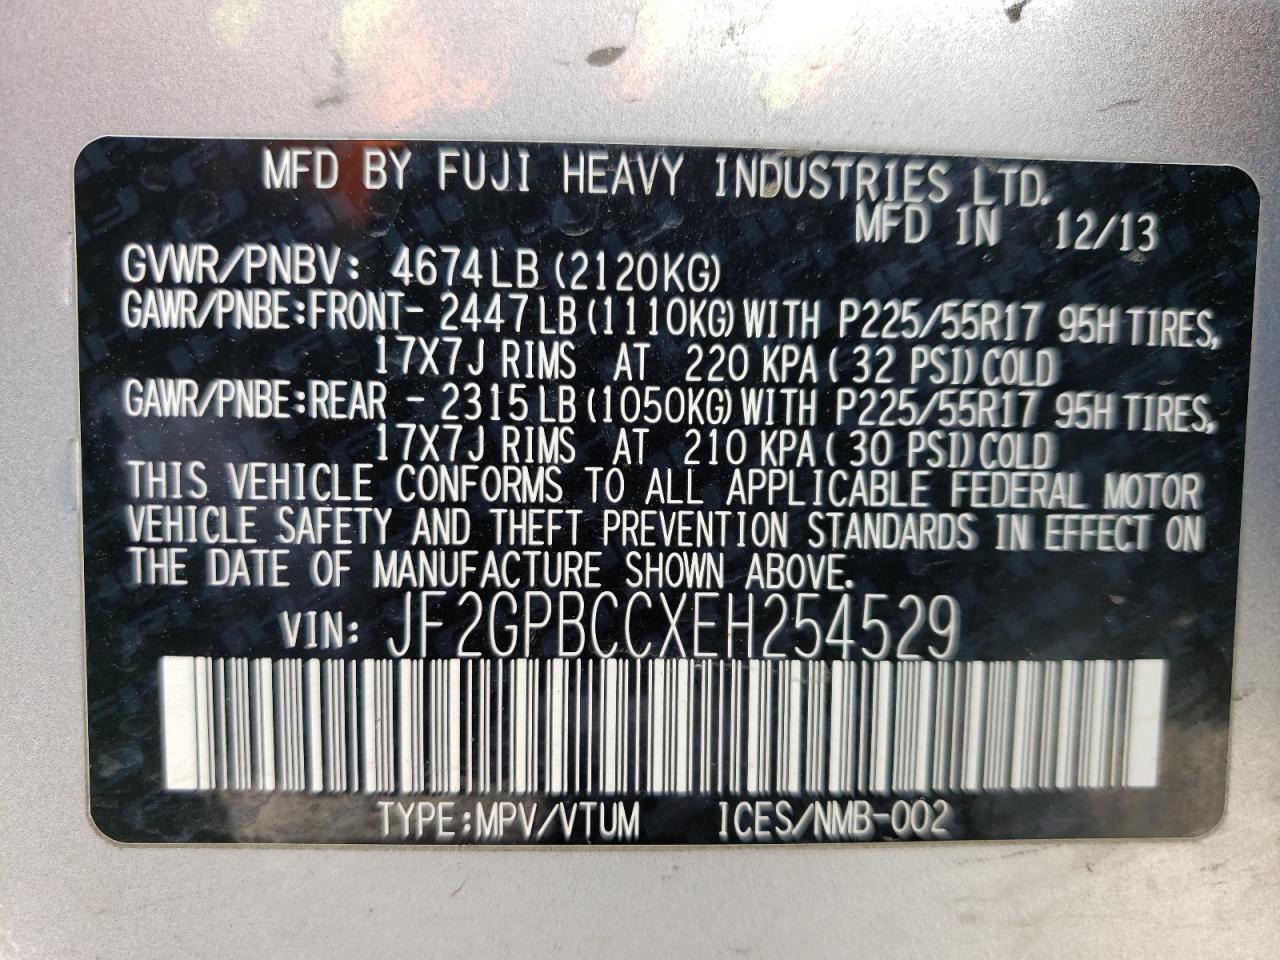 MFD BY FUJI HEAVY INDUSTRIES LTD.
MFD IN 12/13
GVWR/PNBV: 4674LB(2120KG)
GAWR/PNBE:FRONT- 2447LB(1110KG)WITH P225/55R17 95H TIRES,
17X7J RIMS AT 220 KPA( 32 PSI)COLD
GAWR/PNBE:REAR - 2315LB(1050KG)WITH P225/55R17 95H TIRES,
17X7J RIMS AT 210 KPA( 30 PSI)COLD
THIS VEHICLE CONFORMS TO ALL APPLICABLE FEDERAL MOTOR
VEHICLE SAFETY AND THEFT PREVENTION STANDARDS IN EFFECT ON
THE DATE OF MANUFACTURE SHOWN ABOVE.
VIN: JF2GPBCCXEH254529
TYPE:MPV/VTUM ICES/NMB-002